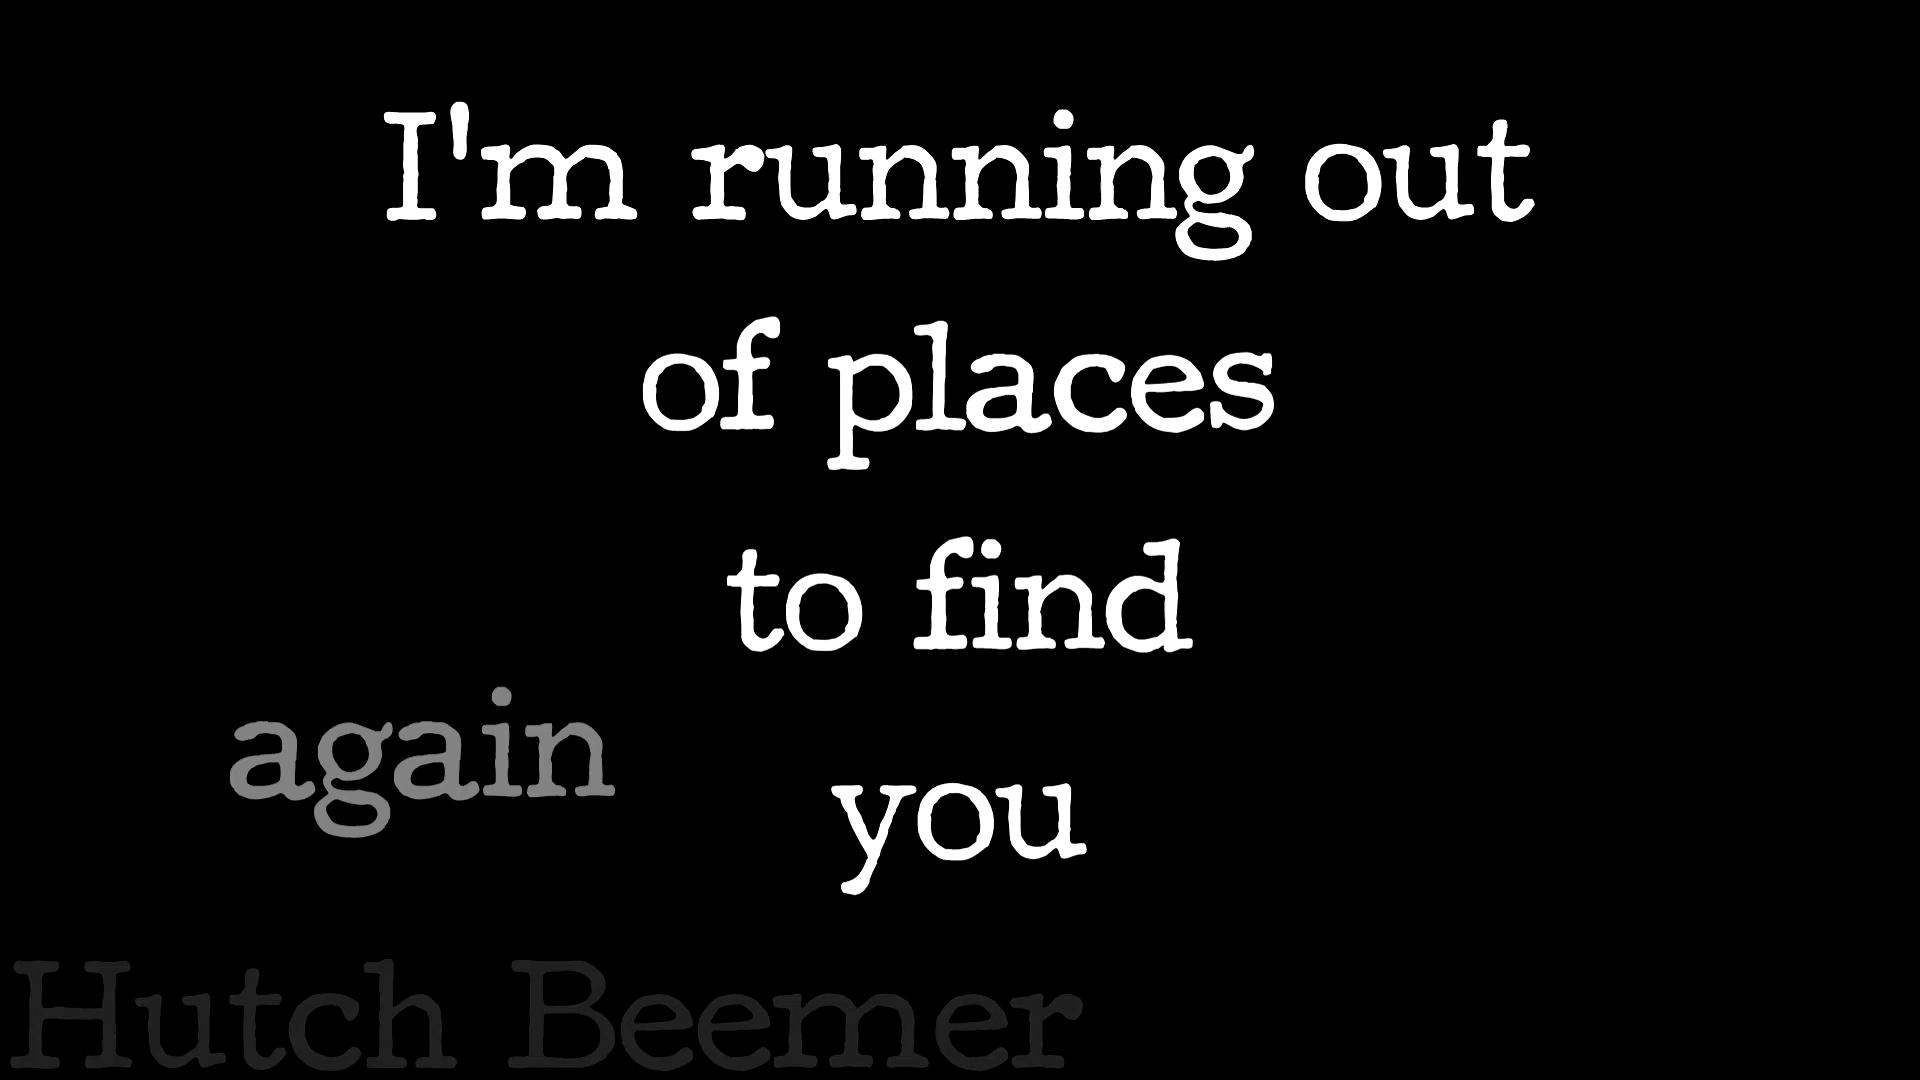 I'm running out
of places
to find
again
you
Hutch Beemer